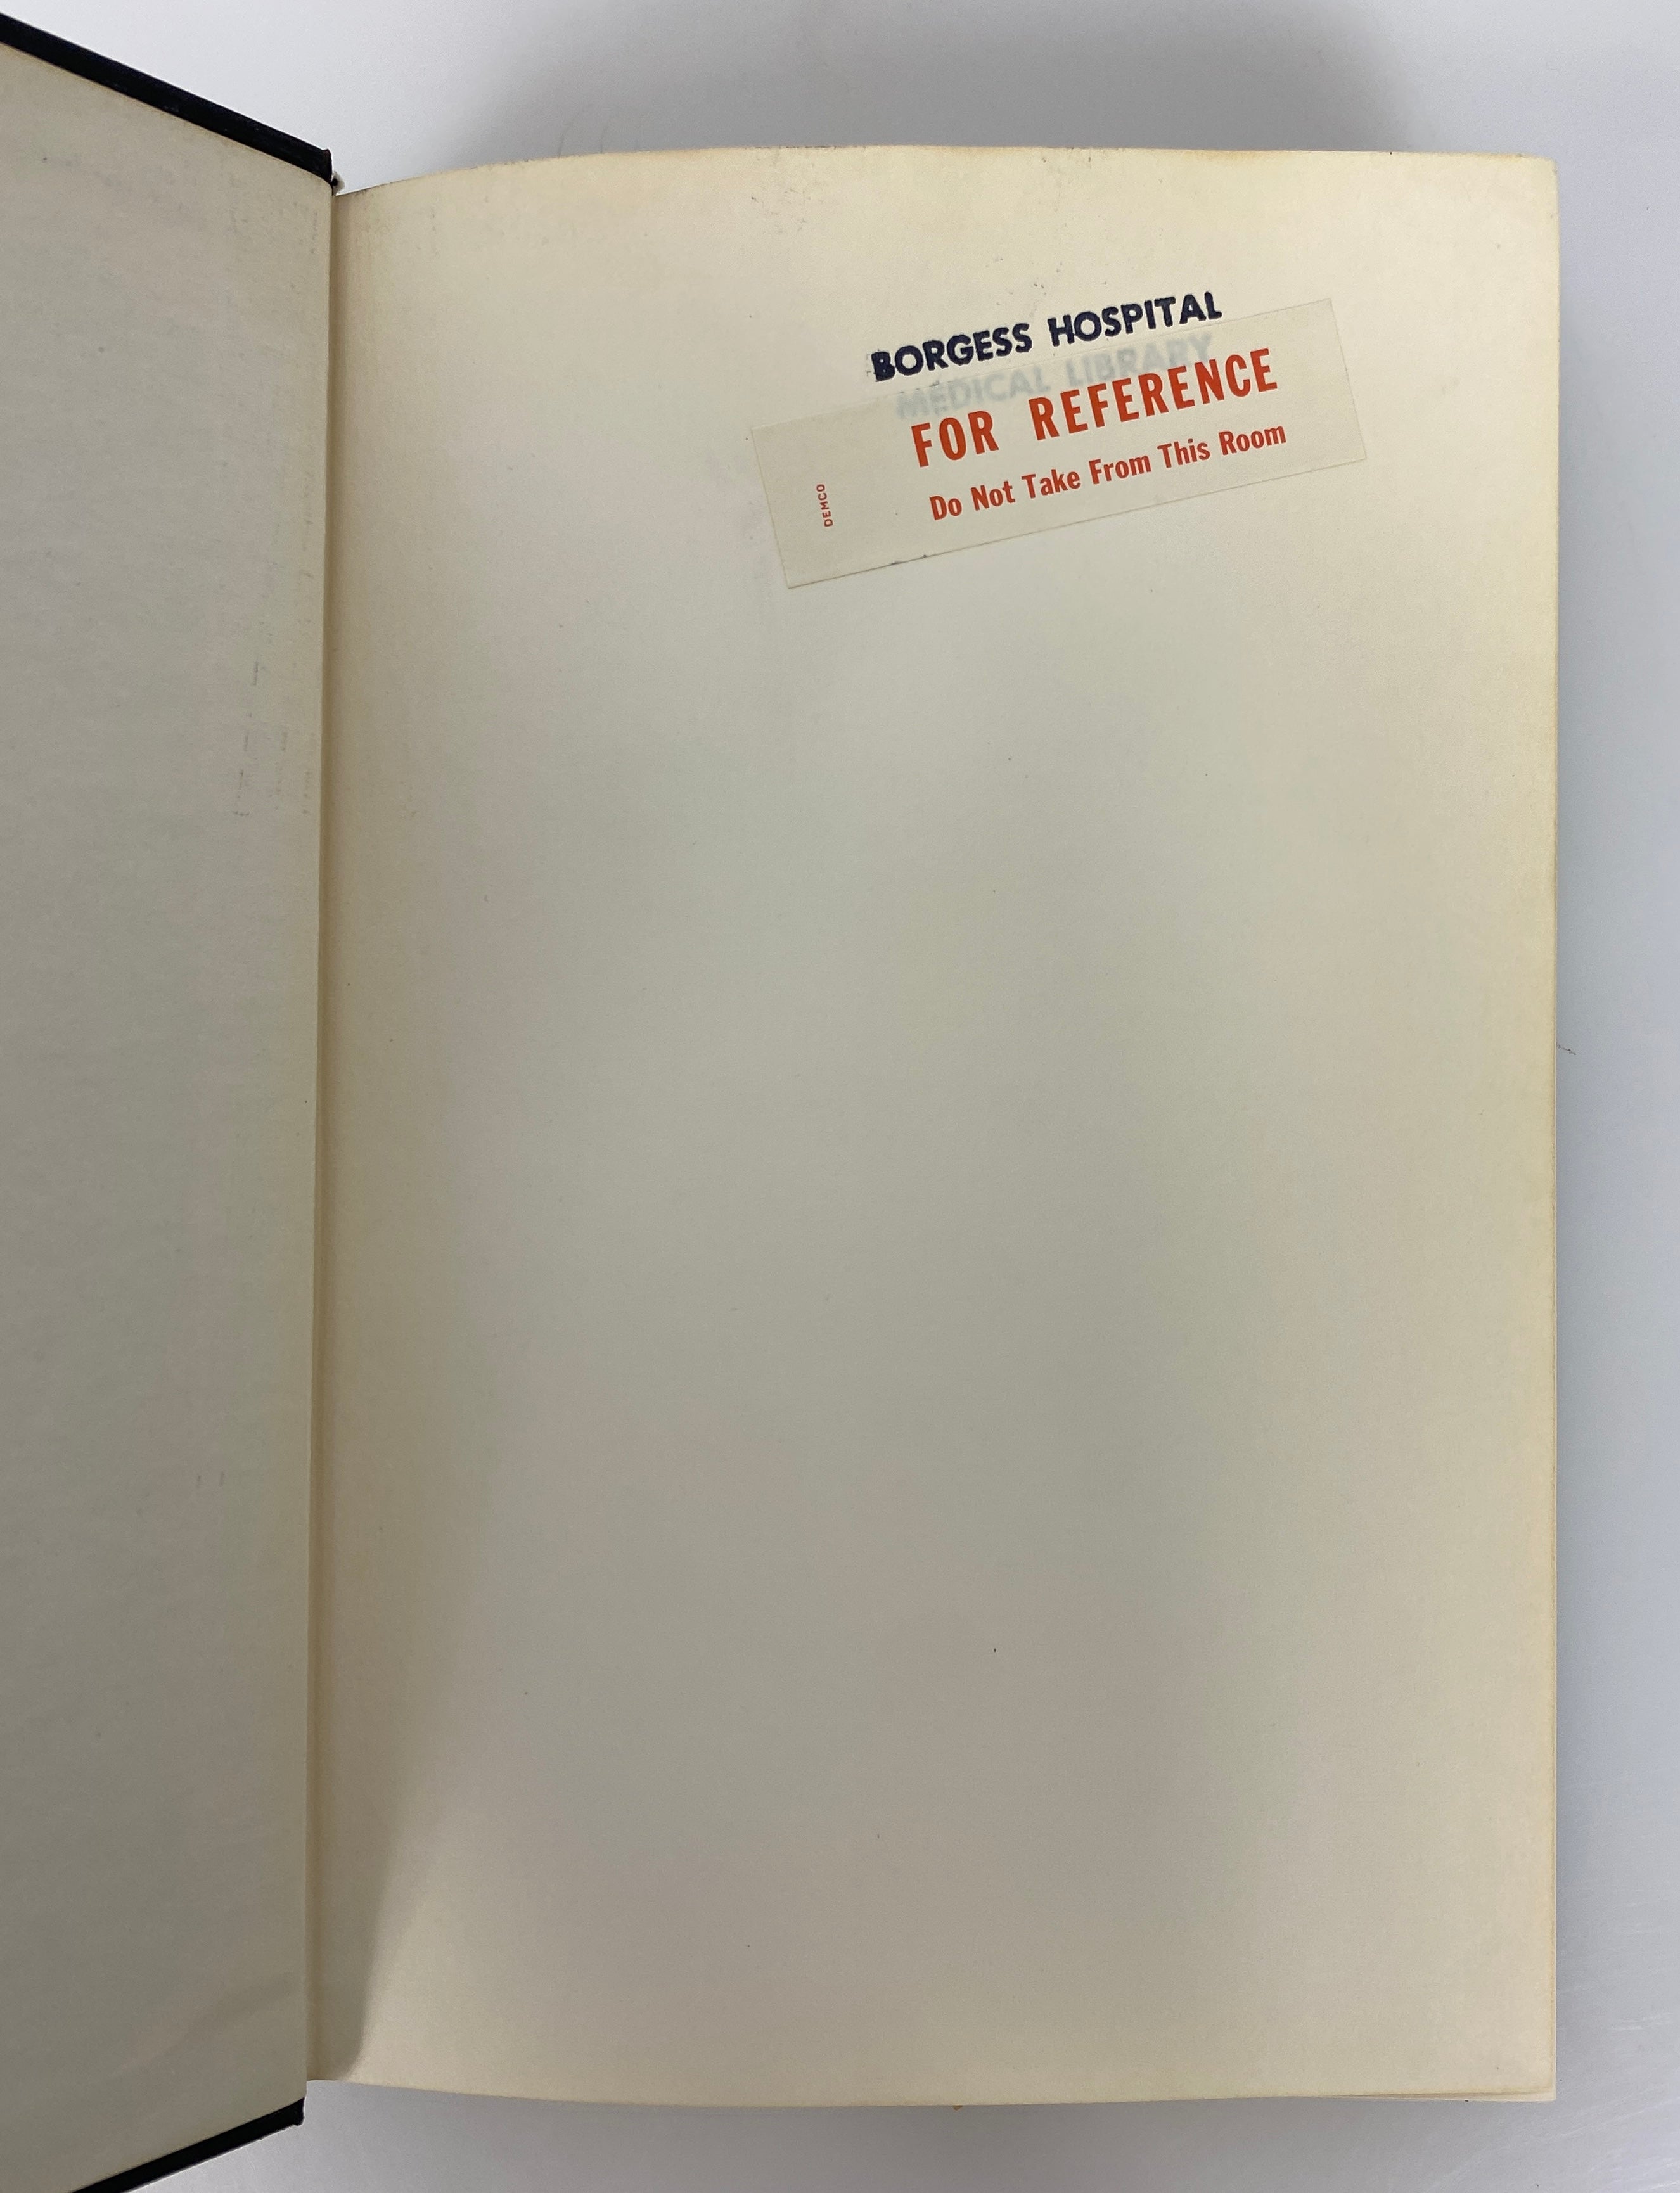 BORGESS HOSPITAL
MEDICAL LIBRARY
FOR REFERENCE
Do Not Take From This Room
DEMCO